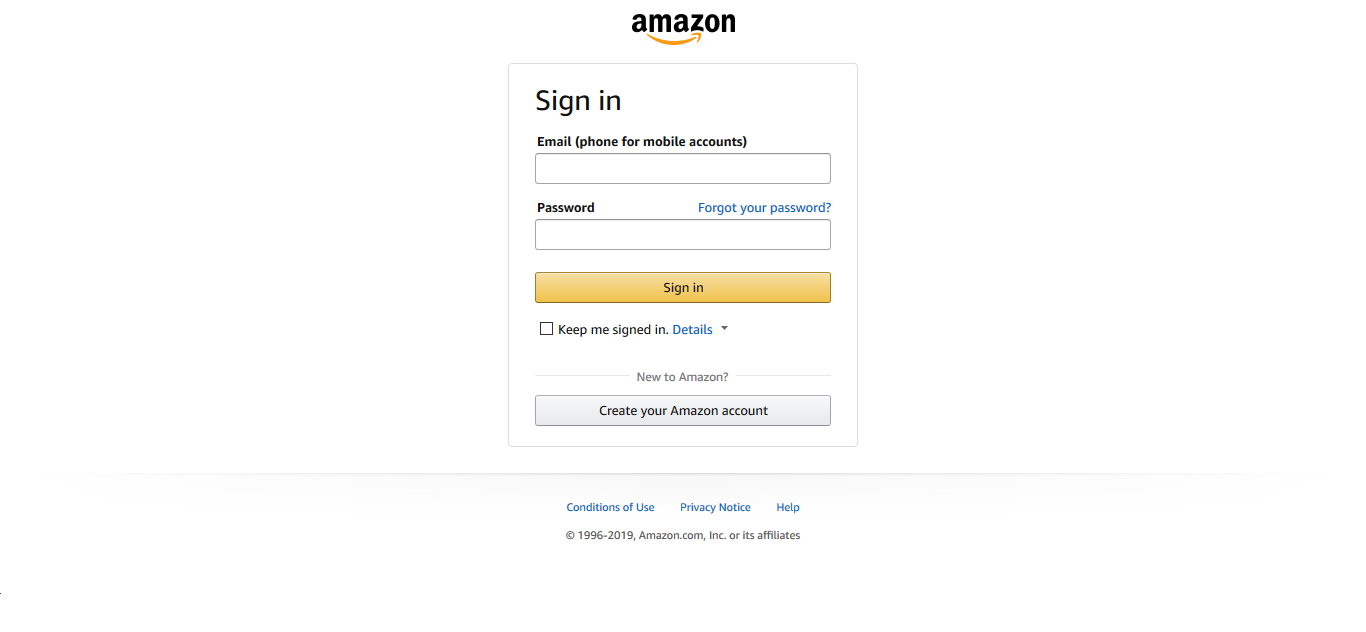 amazon
Sign in
Email (phone for mobile accounts)
Password Forgot your password?
Sign in
Keep me signed in. Details
New to Amazon?
Create your Amazon account
Conditions of Use Privacy Notice Help
© 1996-2019, Amazon.com, Inc. or its affiliates